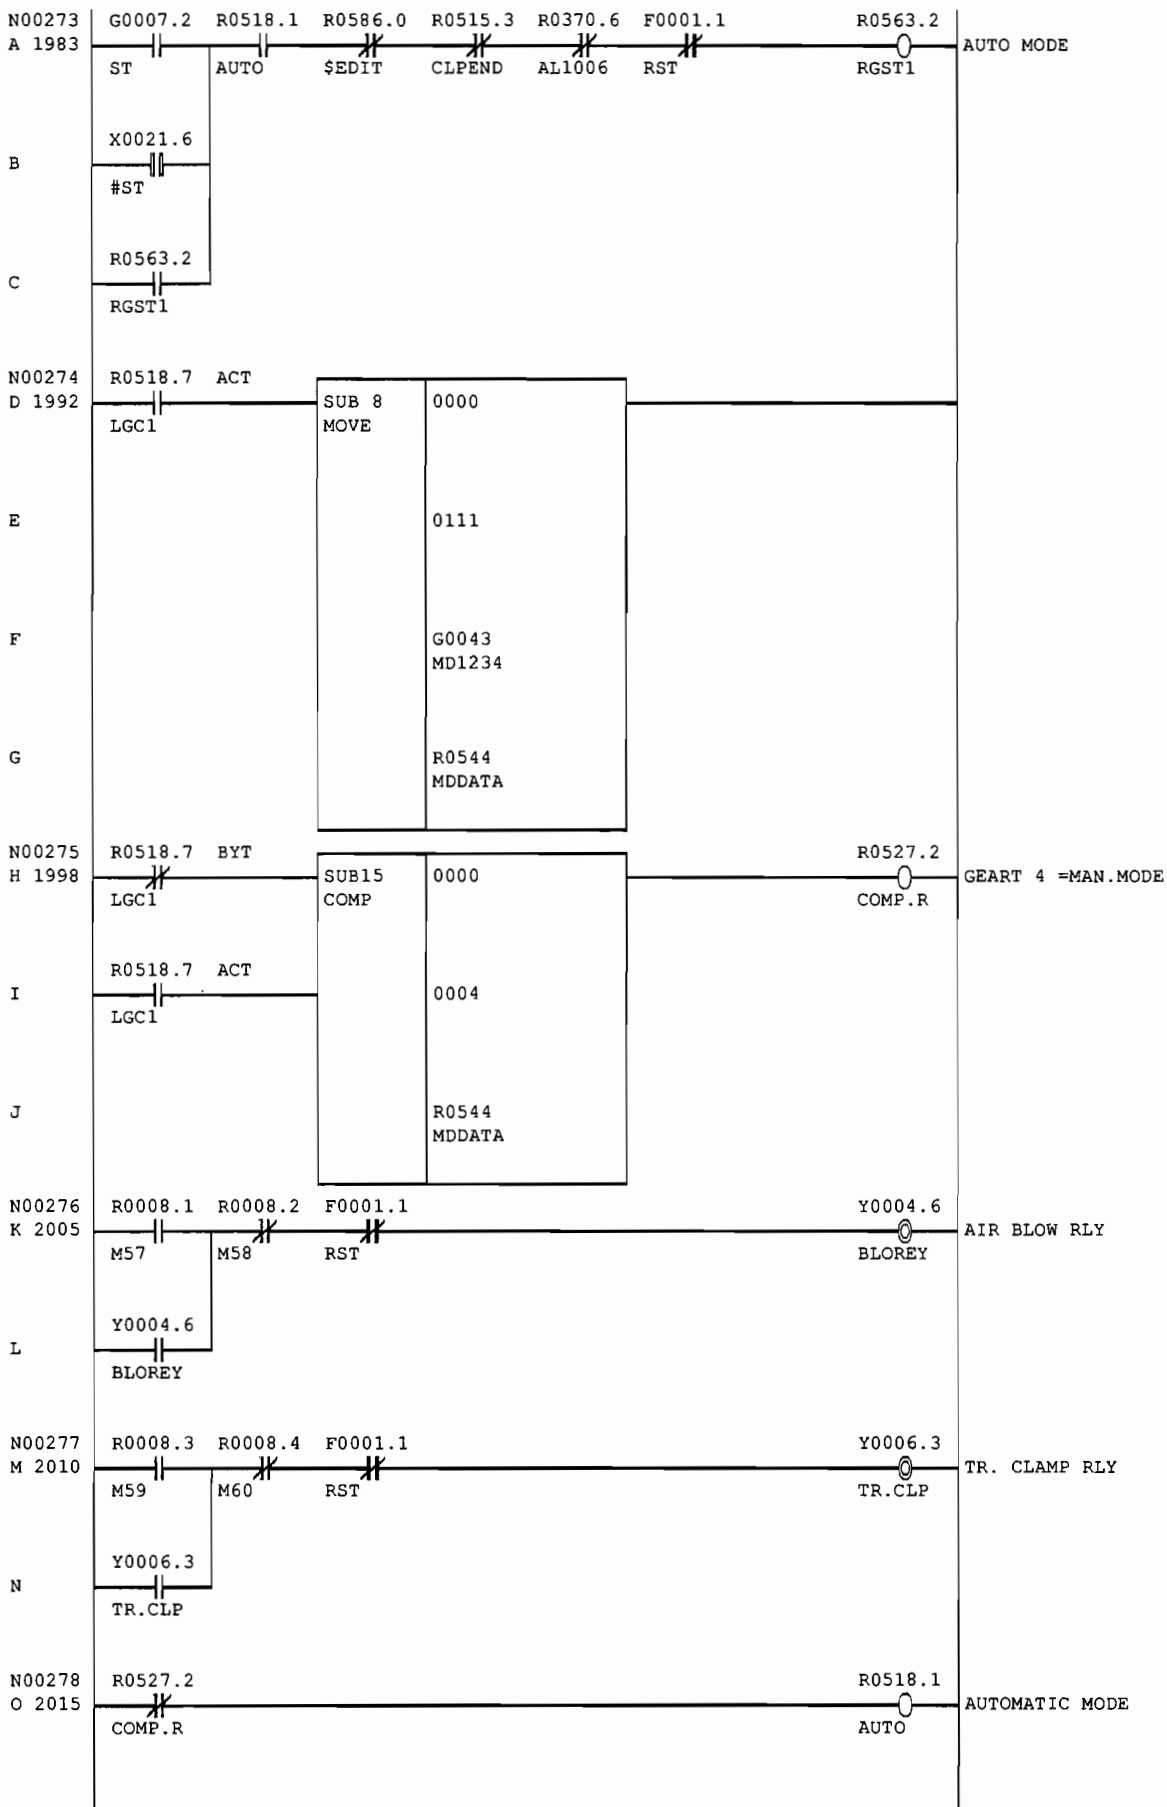 N00273 G0007.2 R0518.1 R0586.0 R0515.3 R0370.6 F0001.1 R0563.2
A 1983 AUTO MODE
ST AUTO $EDIT CLPEND AL1006 RST RGST1
X0021.6
B
#ST
R0563.2
C
RGST1
N00274 R0518.7 ACT
D 1992 SUB 8 0000
LGC1 MOVE
E 0111
F G0043
MD1234
G R0544
MDDATA
N00275 R0518.7 BYT R0527.2
H 1998 SUB15 0000 GEART 4 =MAN.MODE
LGC1 COMP COMP.R
R0518.7 ACT
I 0004
LGC1
J R0544
MDDATA
N00276 R0008.1 R0008.2 F0001.1 Y0004.6
K 2005 AIR BLOW RLY
M57 M58 RST BLOREY
Y0004.6
L
BLOREY
N00277 R0008.3 R0008.4 F0001.1 Y0006.3
M 2010 TR. CLAMP RLY
M59 M60 RST TR.CLP
Y0006.3
N
TR.CLP
N00278 R0527.2 R0518.1
O 2015 AUTOMATIC MODE
COMP.R AUTO